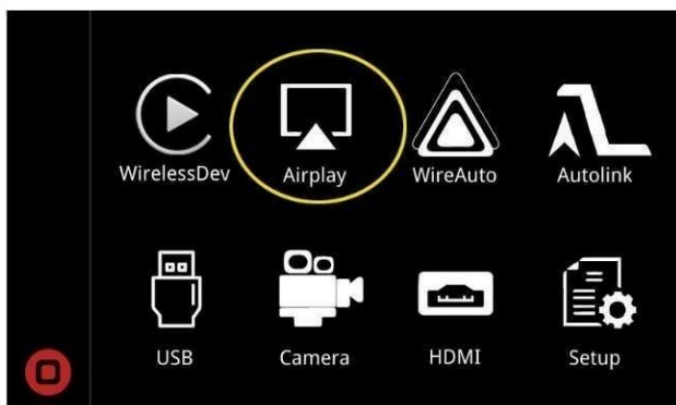 WirelessDev
Airplay
WireAuto
Autolink
USB
Camera
HDMI
Setup